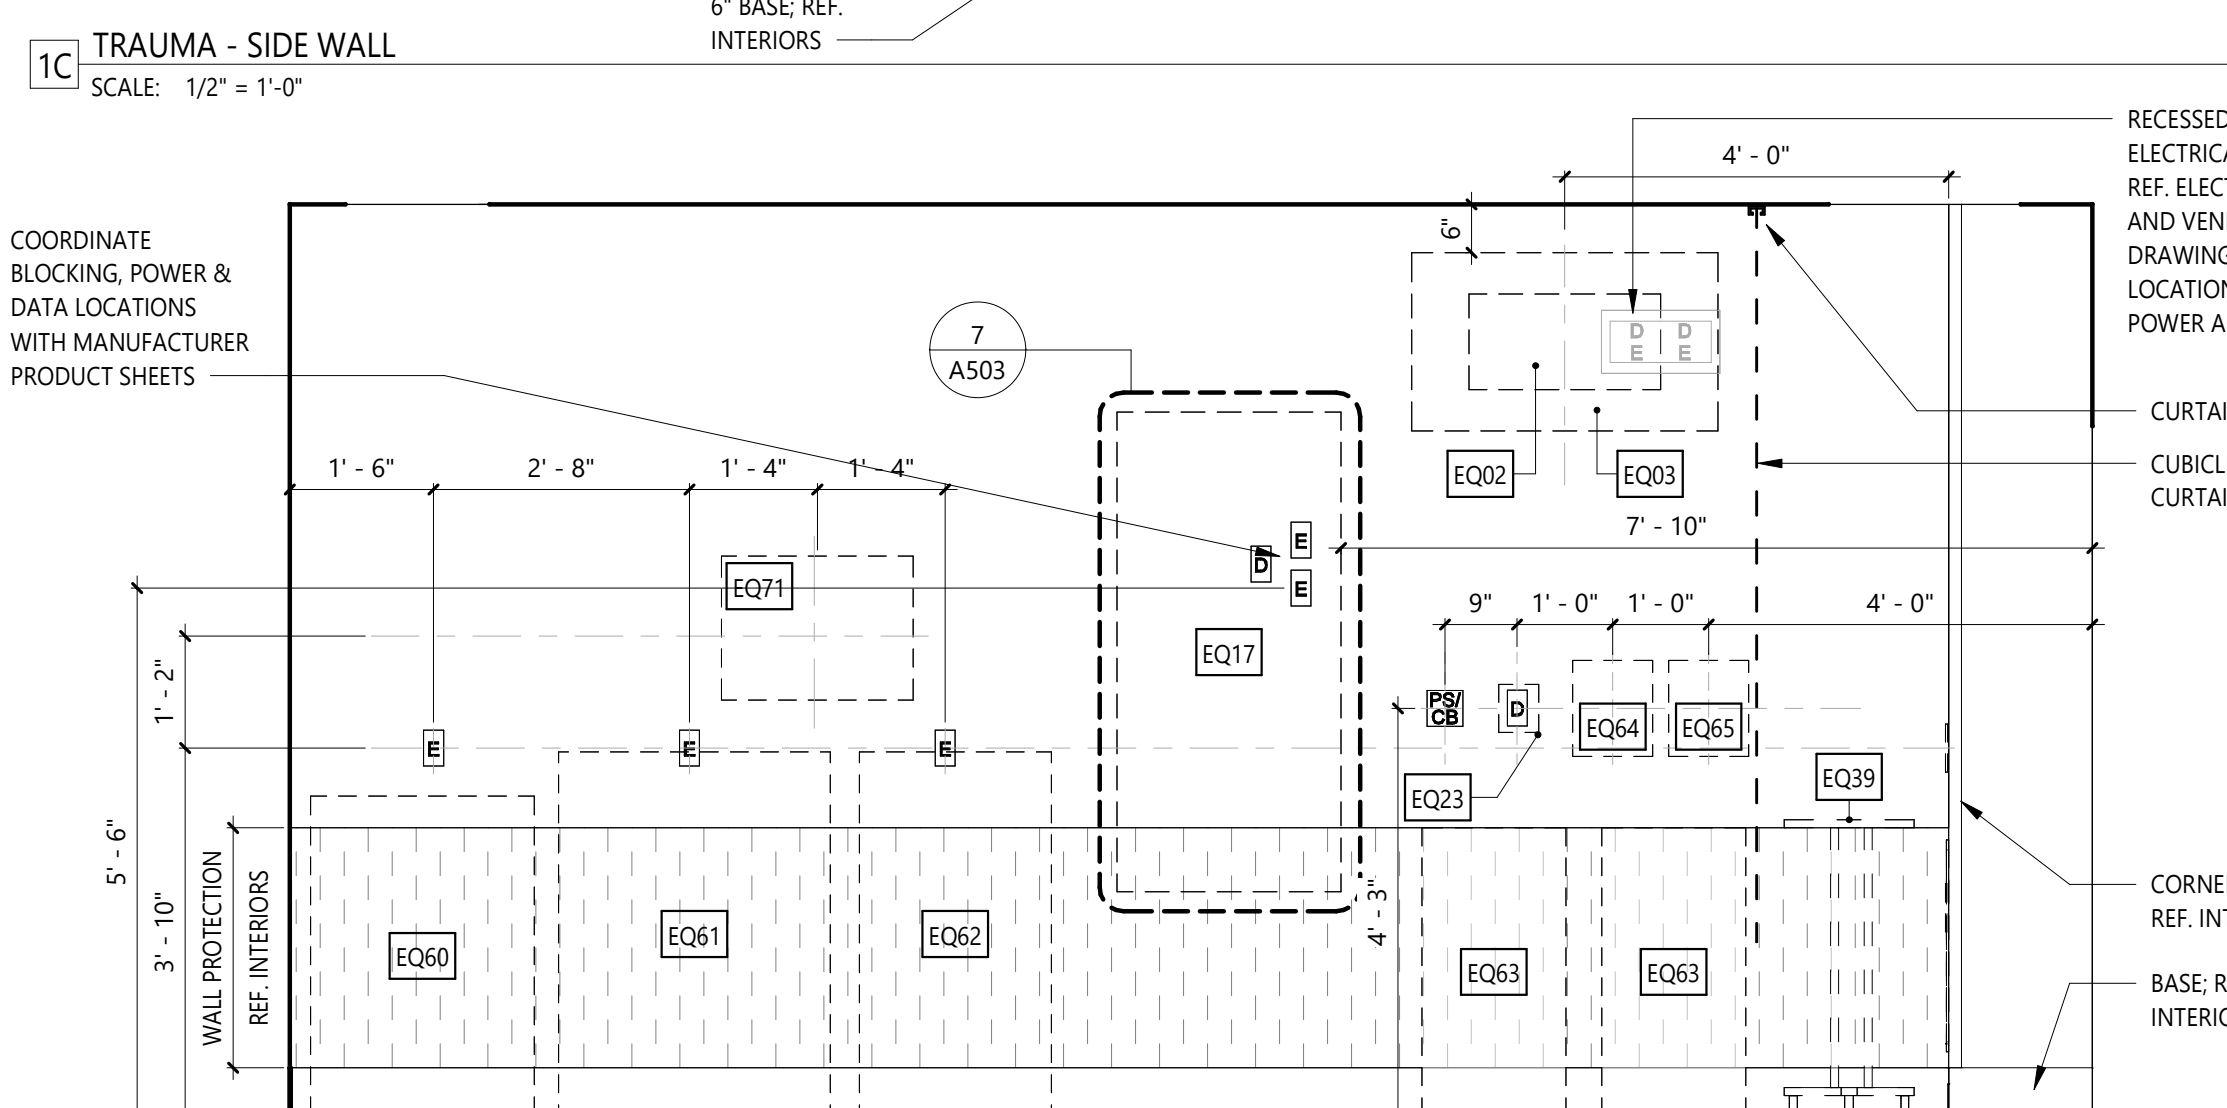 6" BASE; REF.
INTERIORS
1C
TRAUMA - SIDE WALL
SCALE: 1/2" = 1'-0"
COORDINATE
BLOCKING, POWER &
DATA LOCATIONS
WITH MANUFACTURER
PRODUCT SHEETS
7
A503
4' - 0"
6"
RECESSED
ELECTRICA
REF. ELECT
AND VEN
DRAWING
LOCATION
POWER A
D D
E E
CURTAI
CUBICL
CURTAI
EQ02
EQ03
1' - 6"
2' - 8"
1' - 4"
1' - 4"
7' - 10"
E
D
E
EQ71
EQ17
9"
1' - 0"
1' - 0"
4' - 0"
1' - 2"
PS/
CB
D
EQ64
EQ65
E
E
E
EQ23
EQ39
5' - 6"
3' - 10"
WALL PROTECTION
REF. INTERIORS
4' - 3"
EQ60
EQ61
EQ62
EQ63
EQ63
CORNE
REF. INT
BASE; R
INTERIO